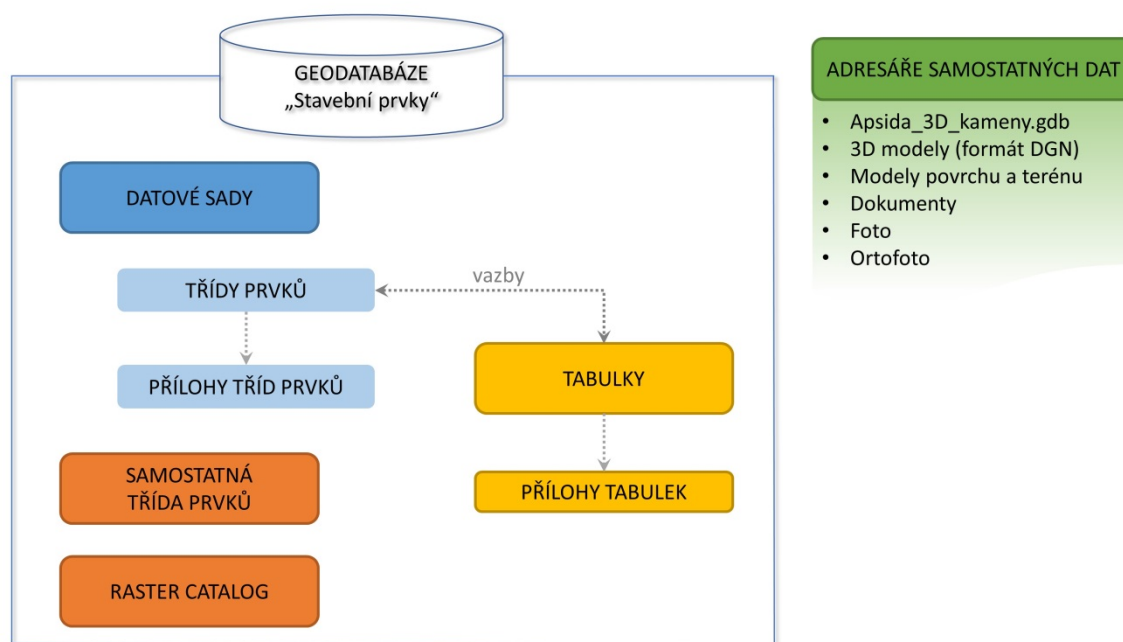 GEODATABÁZE
„Stavební prvky“
DATOVÉ SADY
TŘÍDY PRVKŮ
vazby
PŘÍLOHY TŘÍD PRVKŮ
TABULKY
SAMOSTATNÁ
TŘÍDA PRVKŮ
PŘÍLOHY TABULEK
RASTER CATALOG
ADRESÁŘE SAMOSTATNÝCH DAT
• Apsida_3D_kameny.gdb
• 3D modely (formát DGN)
• Modely povrchu a terénu
• Dokumenty
• Foto
• Ortofoto